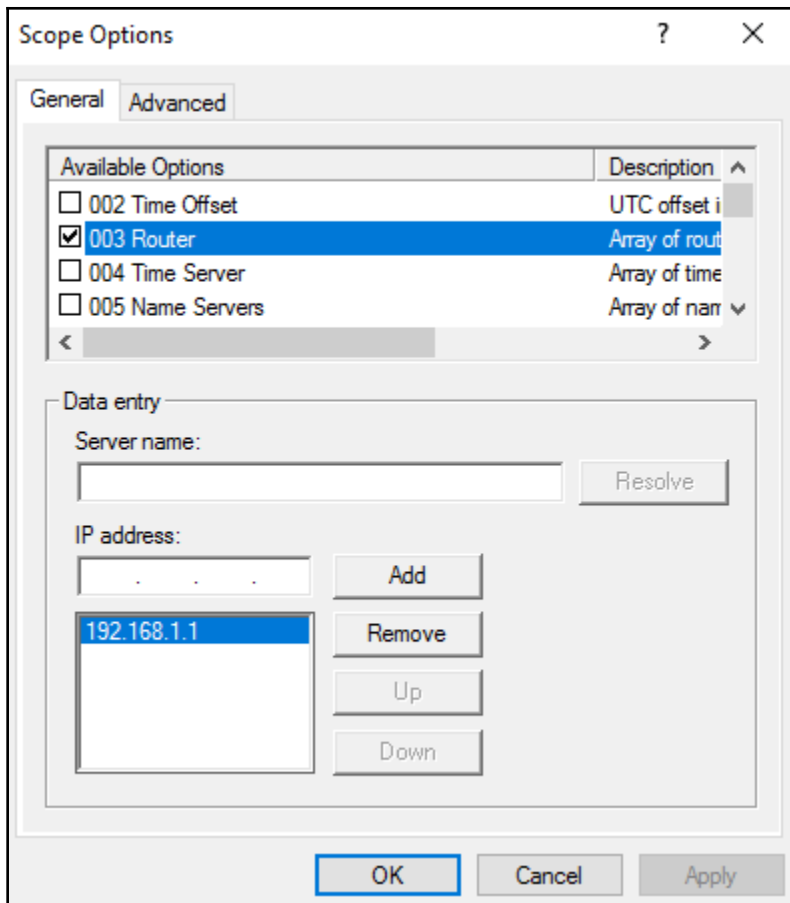 Scope Options ?
General Advanced
Available Options Description
002 Time Offset UTC offset i
003 Router Array of rout
004 Time Server Array of time
005 Name Servers Array of nam
Data entry
Server name:
Resolve
IP address:
. . . Add
192.168.1.1 Remove
Up
Down
OK Cancel Apply